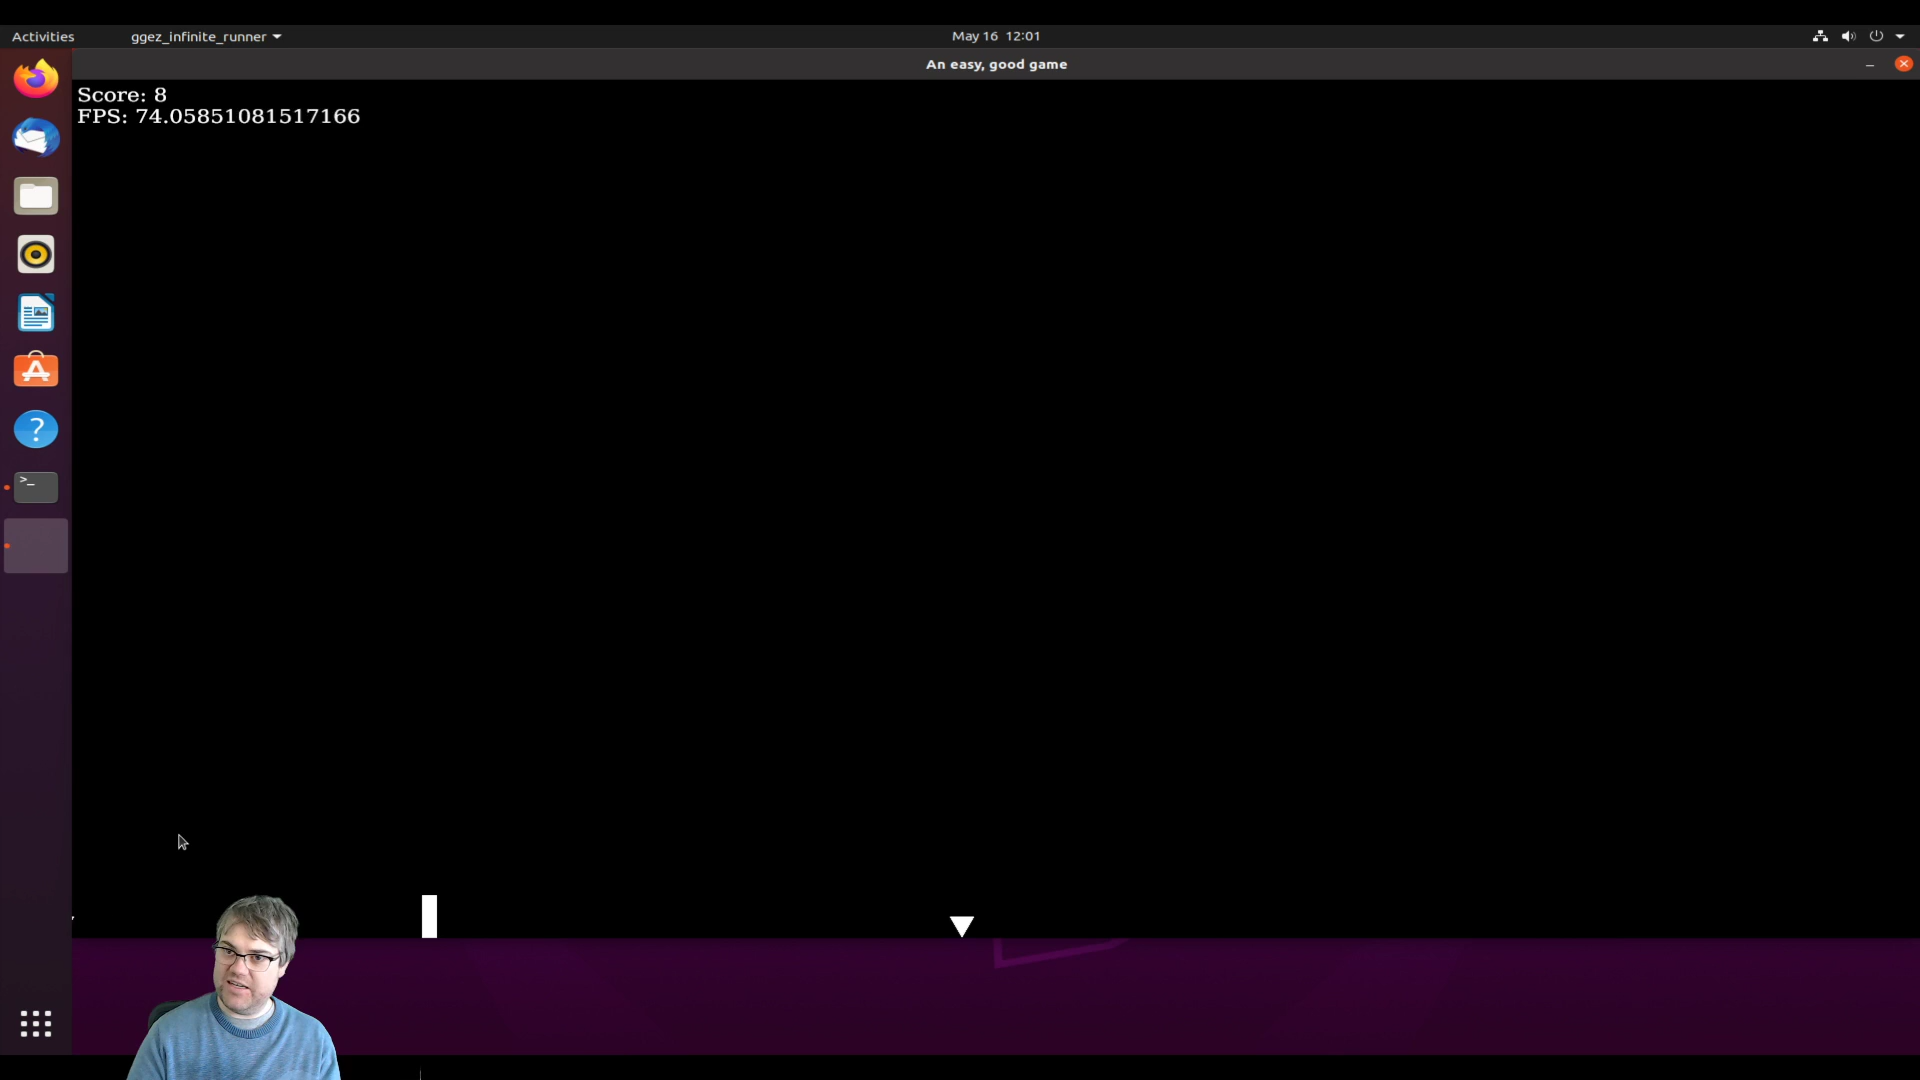 Activities
ggez_infinite_runner
May 16 12:01
An easy, good game
Score: 8
FPS: 74.05851081517166